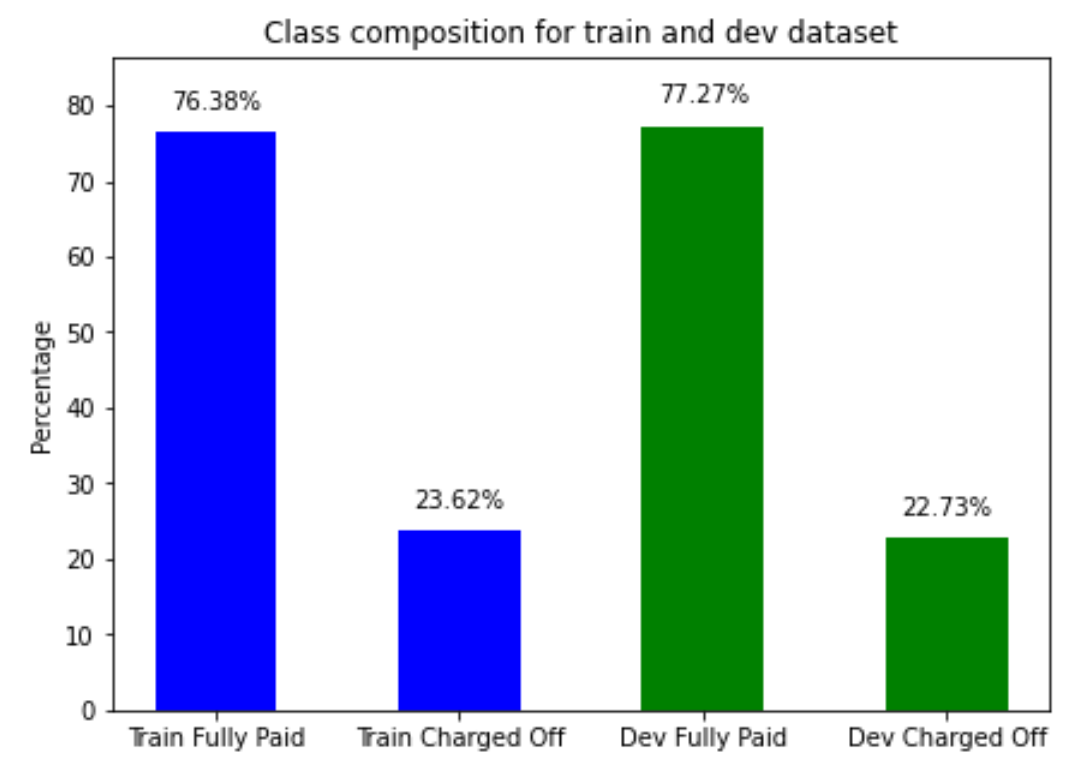 Class composition for train and dev dataset
76.38%
23.62%
77.27%
22.73%
Percentage
80
70
60
50
40
30
20
10
0
Train Fully Paid
Train Charged Off
Dev Fully Paid
Dev Charged Off